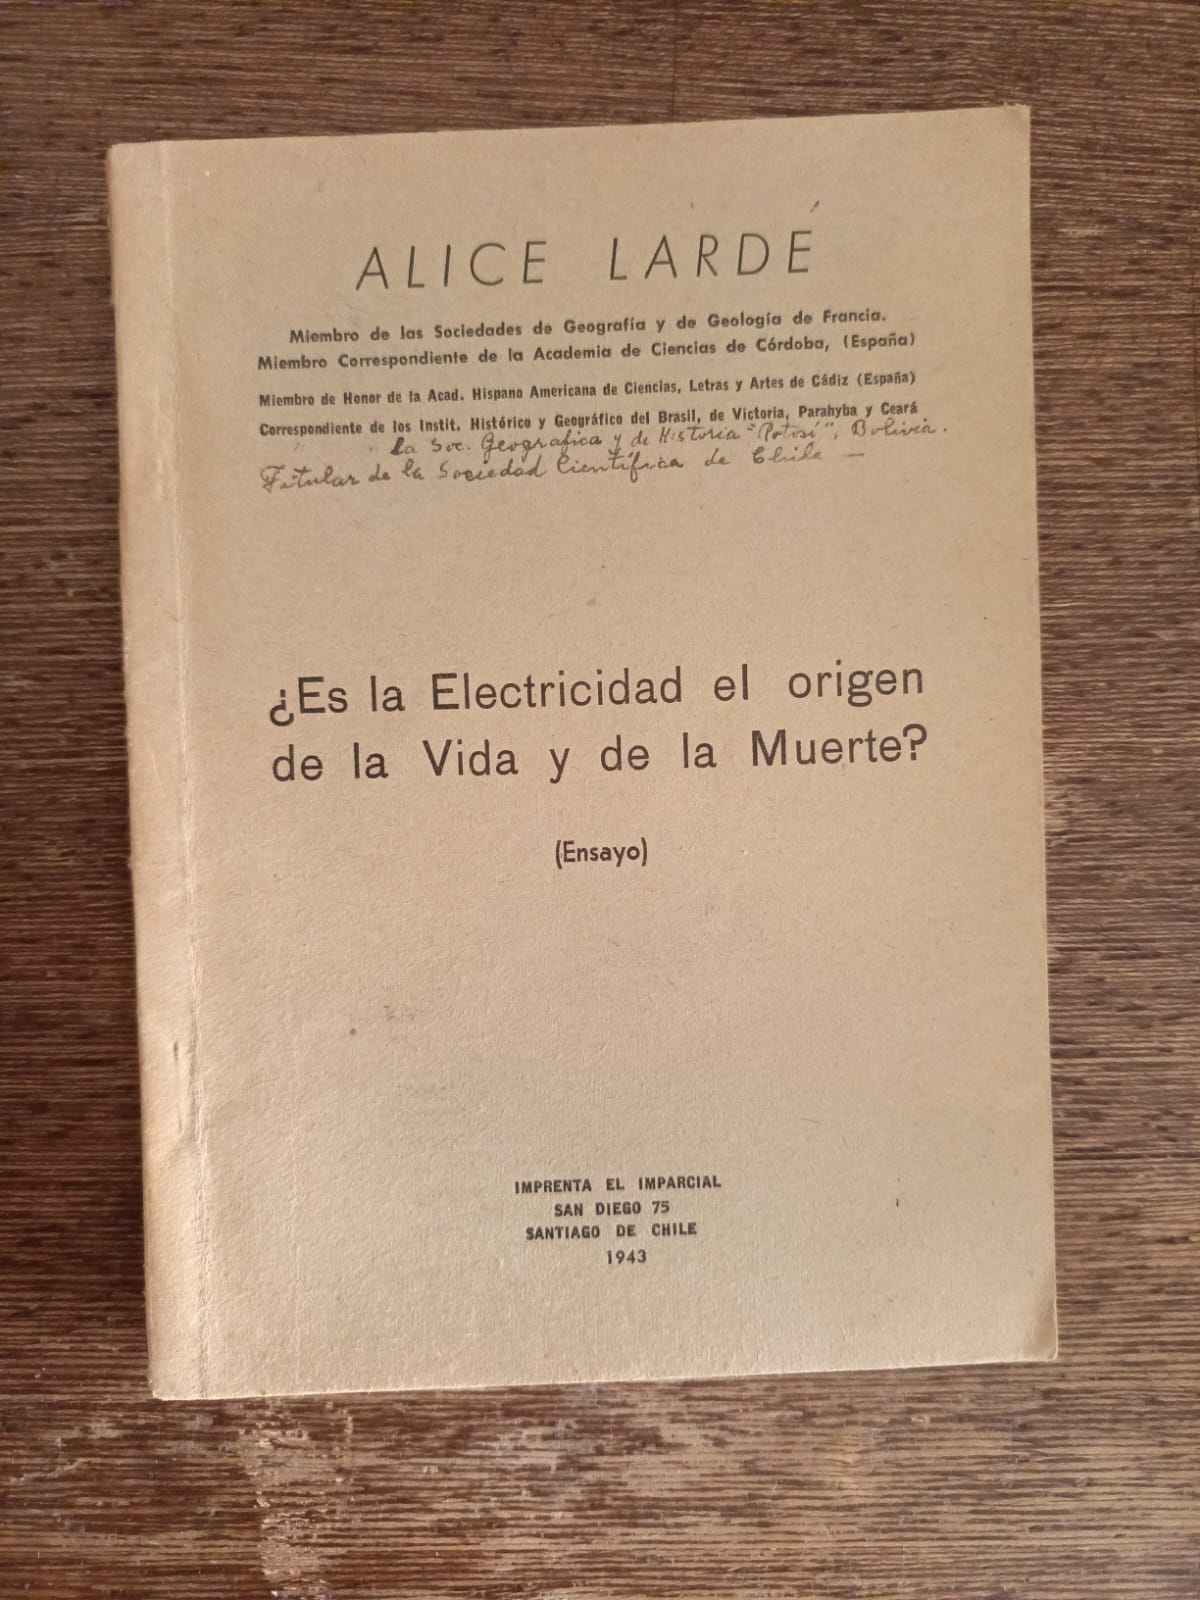 ALICE LARDÉ
Miembro de las Sociedades de Geografía y de Geología de Francia.
Miembro Correspondiente de la Academia de Ciencias de Córdoba, (España)
Miembro de Honor de la Acad. Hispano Americana de Ciencias, Letras y Artes de Cádiz (España)
Correspondiente de los Instit. Histórico y Geográfico del Brasil, de Victoria, Parahyba y Ceará
" " la Soc. Geografica y de Historia "Potosí", Bolivia.
Titular de la Sociedad Científica de Chile —
¿Es la Electricidad el origen
de la Vida y de la Muerte?
(Ensayo)
IMPRENTA EL IMPARCIAL
SAN DIEGO 75
SANTIAGO DE CHILE
1943